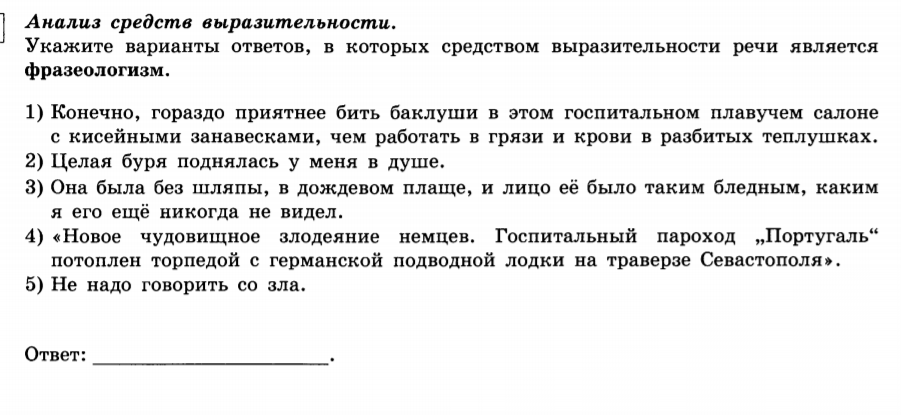 Анализ средств выразительности.
Укажите варианты ответов, в которых средством выразительности речи является
фразеологизм.
1) Конечно, гораздо приятнее бить баклуши в этом госпитальном плавучем салоне
с кисейными занавесками, чем работать в грязи и крови в разбитых теплушках.
2) Целая буря поднялась у меня в душе.
3) Она была без шляпы, в дождевом плаще, и лицо её было таким бледным, каким
я его ещё никогда не видел.
4) «Новое чудовищное злодеяние немцев. Госпитальный пароход „Португаль“
потоплен торпедой с германской подводной лодки на траверзе Севастополя».
5) Не надо говорить со зла.
Ответ: ______________________.